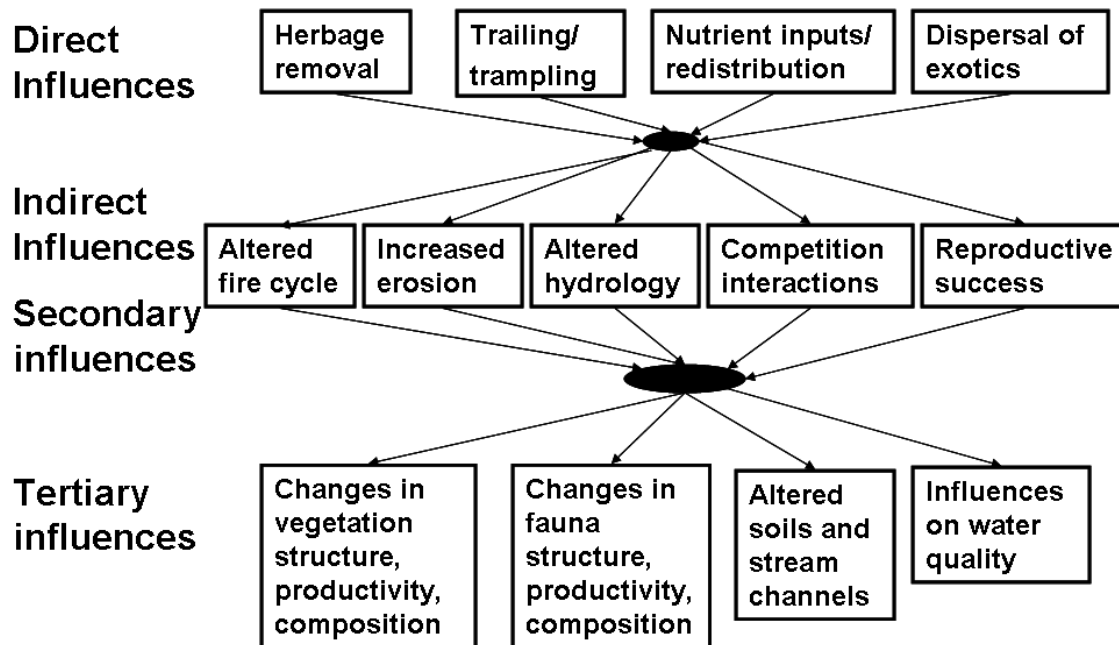 Direct
Influences
Herbage
removal
Trailing/
trampling
Nutrient inputs/
redistribution
Dispersal of
exotics
Indirect
Influences
Altered
fire cycle
Increased
erosion
Altered
hydrology
Competition
interactions
Reproductive
success
Secondary
influences
Tertiary
influences
Changes in
vegetation
structure,
productivity,
composition
Changes in
fauna
structure,
productivity,
composition
Altered
soils and
stream
channels
Influences
on water
quality